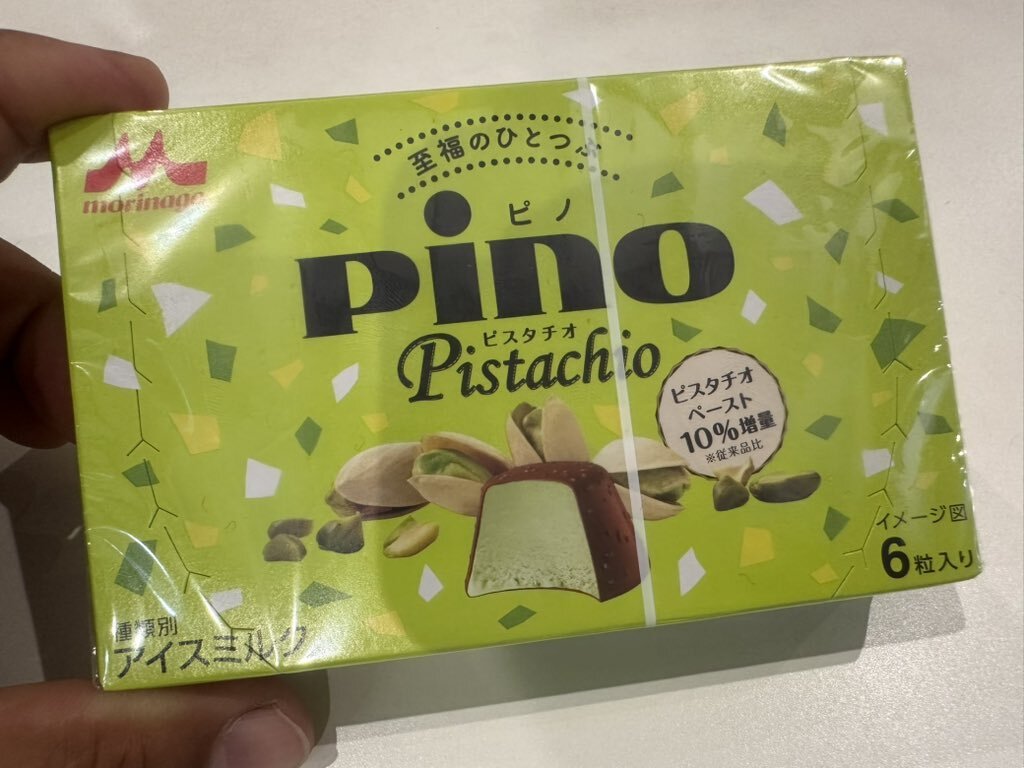 morinaga
至福のひとつぶ
ピノ
pino
ピスタチオ
Pistachio
ピスタチオ
ペースト
10%増量
※従来品比
イメージ図
6粒入り
種類別
アイスミルク